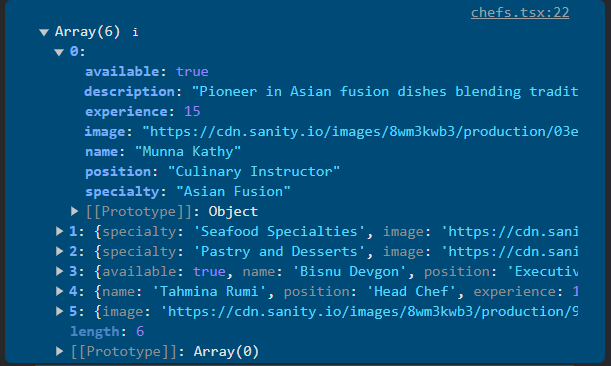 chefs.tsx:22
Array(6) i
0:
available: true
description: "Pioneer in Asian fusion dishes blending tradit
experience: 15
image: "https://cdn.sanity.io/images/8wm3kwb3/production/03e
name: "Munna Kathy"
position: "Culinary Instructor"
specialty: "Asian Fusion"
[[Prototype]]: Object
1: {specialty: 'Seafood Specialties', image: 'https://cdn.sani
2: {specialty: 'Pastry and Desserts', image: 'https://cdn.sani
3: {available: true, name: 'Bisnu Devgon', position: 'Executiv
4: {name: 'Tahmina Rumi', position: 'Head Chef', experience: 1
5: {image: 'https://cdn.sanity.io/images/8wm3kwb3/production/9
length: 6
[[Prototype]]: Array(0)